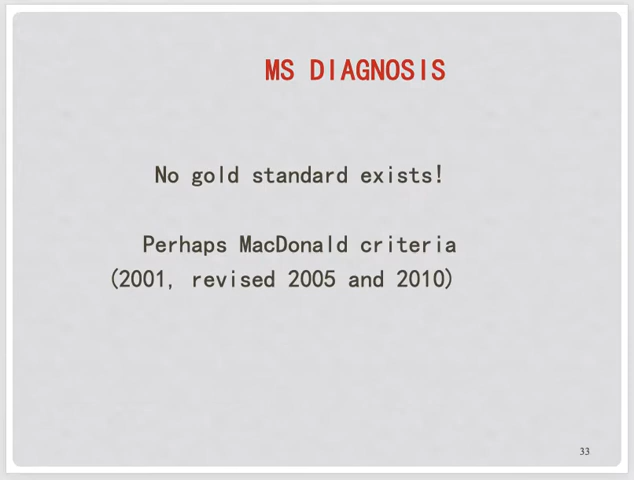 MS DIAGNOSIS
No gold standard exists!
Perhaps MacDonald criteria
(2001, revised 2005 and 2010)
33